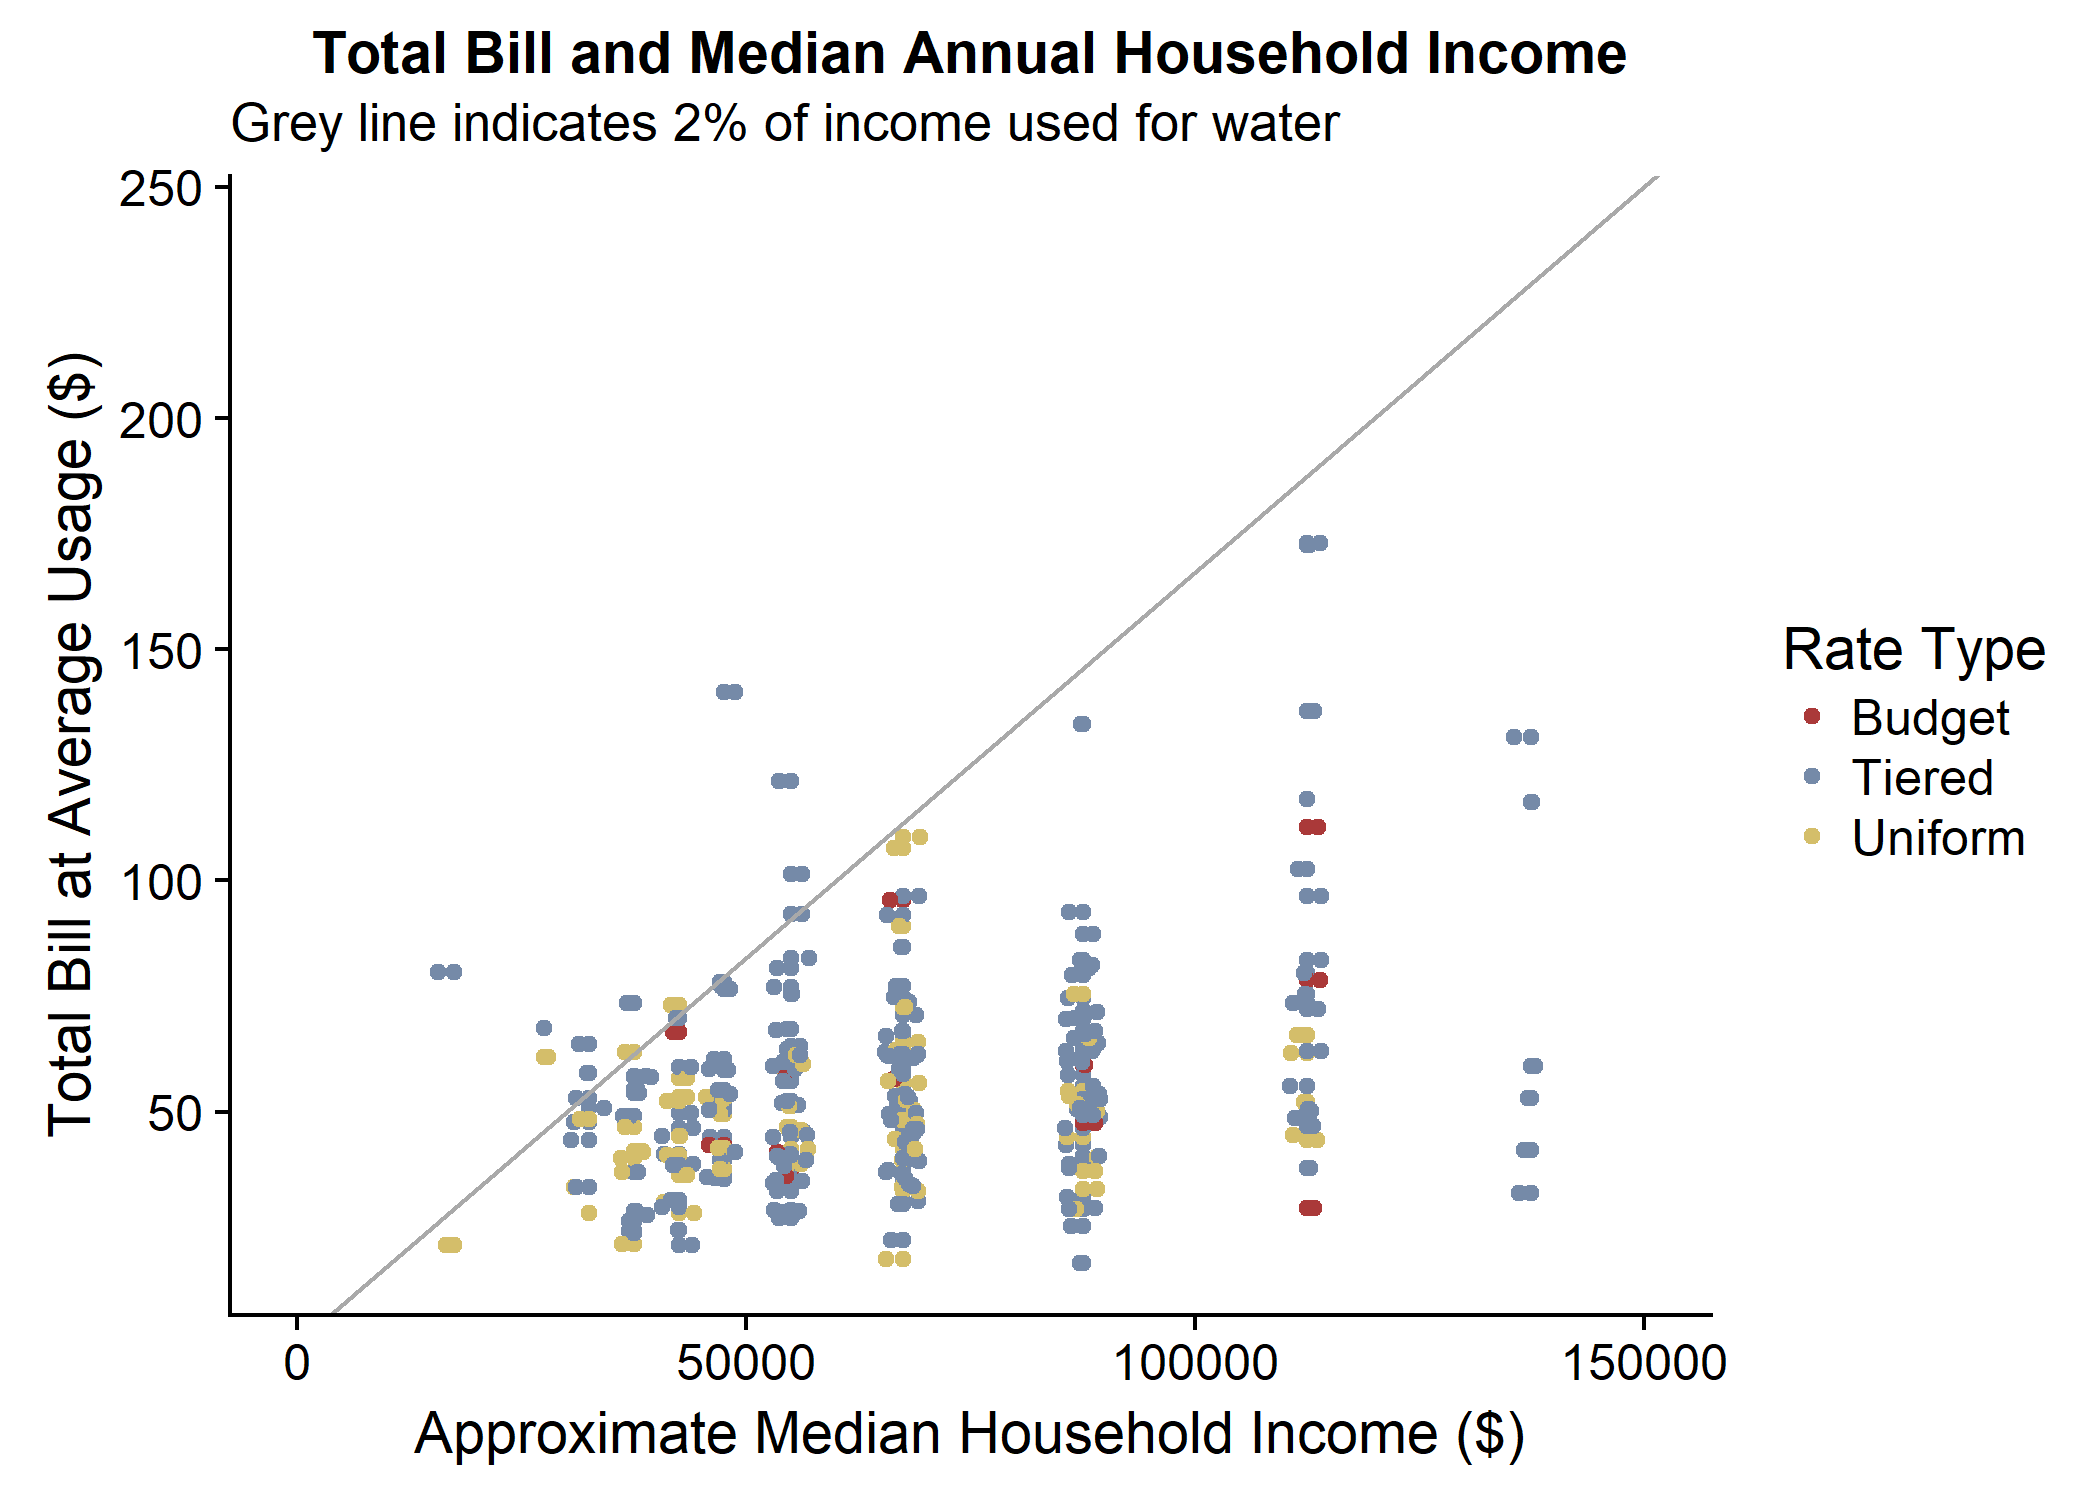 Total Bill and Median Annual Household Income
Grey line indicates 2% of income used for water
Total Bill at Average Usage ($)
250
200
150
100
50
0
50000
100000
150000
Approximate Median Household Income ($)
Rate Type
Budget
Tiered
Uniform